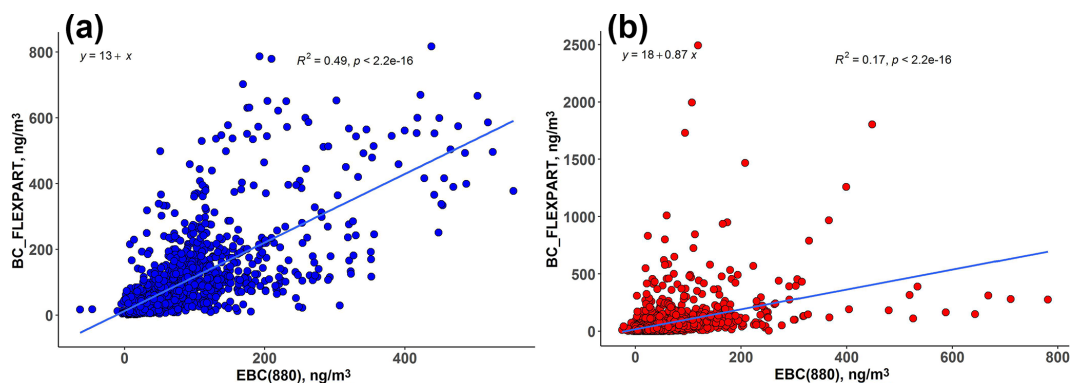 (a)
y = 13 + x
R² = 0.49, p < 2.2e-16
BC_FLEXPART, ng/m³
800
600
400
200
0
0 200 400
EBC(880), ng/m³
(b)
y = 18 + 0.87 x
R² = 0.17, p < 2.2e-16
BC_FLEXPART, ng/m³
2500
2000
1500
1000
500
0
0 200 400 600 800
EBC(880), ng/m³